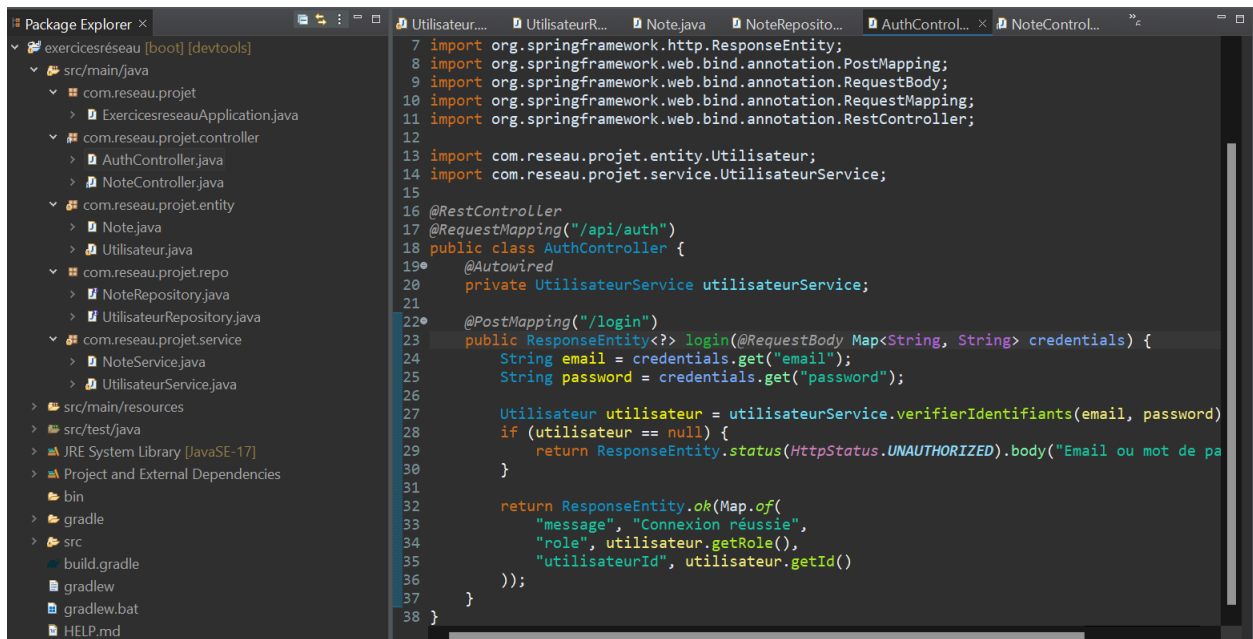 Package Explorer ×
exercicesréseau [boot] [devtools]
src/main/java
com.reseau.projet
ExercicesreseauApplication.java
com.reseau.projet.controller
AuthController.java
NoteController.java
com.reseau.projet.entity
Note.java
Utilisateur.java
com.reseau.projet.repo
NoteRepository.java
UtilisateurRepository.java
com.reseau.projet.service
NoteService.java
UtilisateurService.java
src/main/resources
src/test/java
JRE System Library [JavaSE-17]
Project and External Dependencies
bin
gradle
src
build.gradle
gradlew
gradlew.bat
HELP.md
Utilisateur.... UtilisateurR... Note.java NoteReposito... AuthControl... × NoteControl...
7 import org.springframework.http.ResponseEntity;
8 import org.springframework.web.bind.annotation.PostMapping;
9 import org.springframework.web.bind.annotation.RequestBody;
10 import org.springframework.web.bind.annotation.RequestMapping;
11 import org.springframework.web.bind.annotation.RestController;
12
13 import com.reseau.projet.entity.Utilisateur;
14 import com.reseau.projet.service.UtilisateurService;
15
16 @RestController
17 @RequestMapping("/api/auth")
18 public class AuthController {
19 @Autowired
20 private UtilisateurService utilisateurService;
21
22 @PostMapping("/login")
23 public ResponseEntity<?> login(@RequestBody Map<String, String> credentials) {
24 String email = credentials.get("email");
25 String password = credentials.get("password");
26
27 Utilisateur utilisateur = utilisateurService.verifierIdentifiants(email, password)
28 if (utilisateur == null) {
29 return ResponseEntity.status(HttpStatus.UNAUTHORIZED).body("Email ou mot de pa
30 }
31
32 return ResponseEntity.ok(Map.of(
33 "message", "Connexion réussie",
34 "role", utilisateur.getRole(),
35 "utilisateurId", utilisateur.getId()
36 ));
37 }
38 }